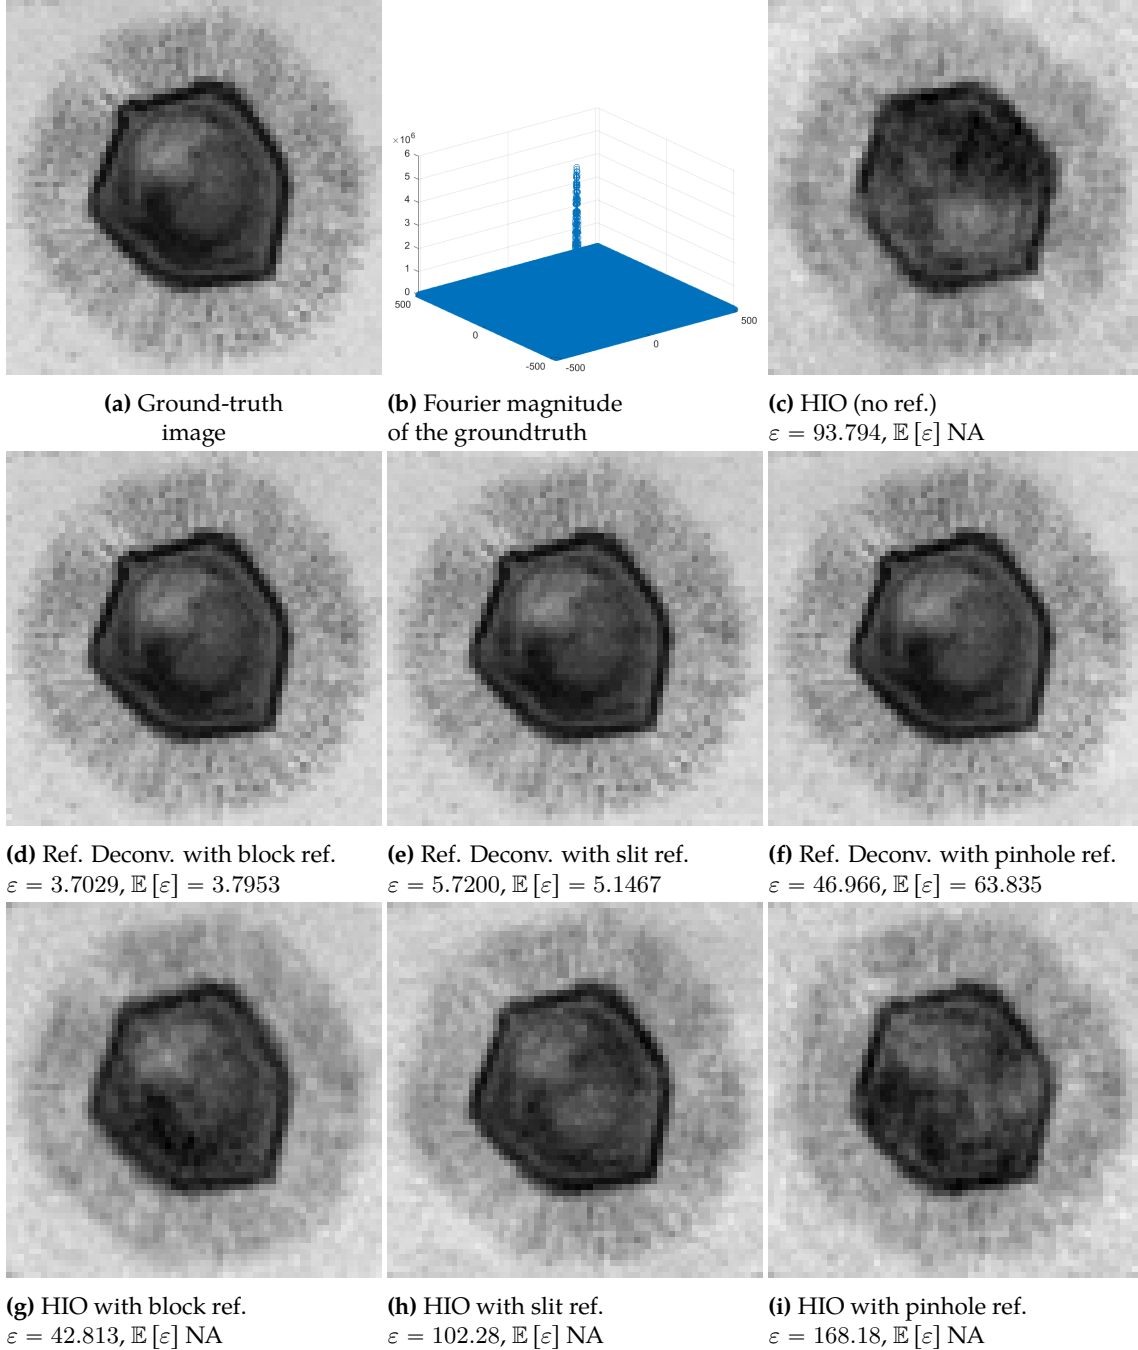 ×10⁶
6
5
4
3
2
1
0
500
0
-500
-500
0
500
(a) Ground-truth
image
(b) Fourier magnitude
of the groundtruth
(c) HIO (no ref.)
ε = 93.794, 𝔼 [ε] NA
(d) Ref. Deconv. with block ref.
ε = 3.7029, 𝔼 [ε] = 3.7953
(e) Ref. Deconv. with slit ref.
ε = 5.7200, 𝔼 [ε] = 5.1467
(f) Ref. Deconv. with pinhole ref.
ε = 46.966, 𝔼 [ε] = 63.835
(g) HIO with block ref.
ε = 42.813, 𝔼 [ε] NA
(h) HIO with slit ref.
ε = 102.28, 𝔼 [ε] NA
(i) HIO with pinhole ref.
ε = 168.18, 𝔼 [ε] NA